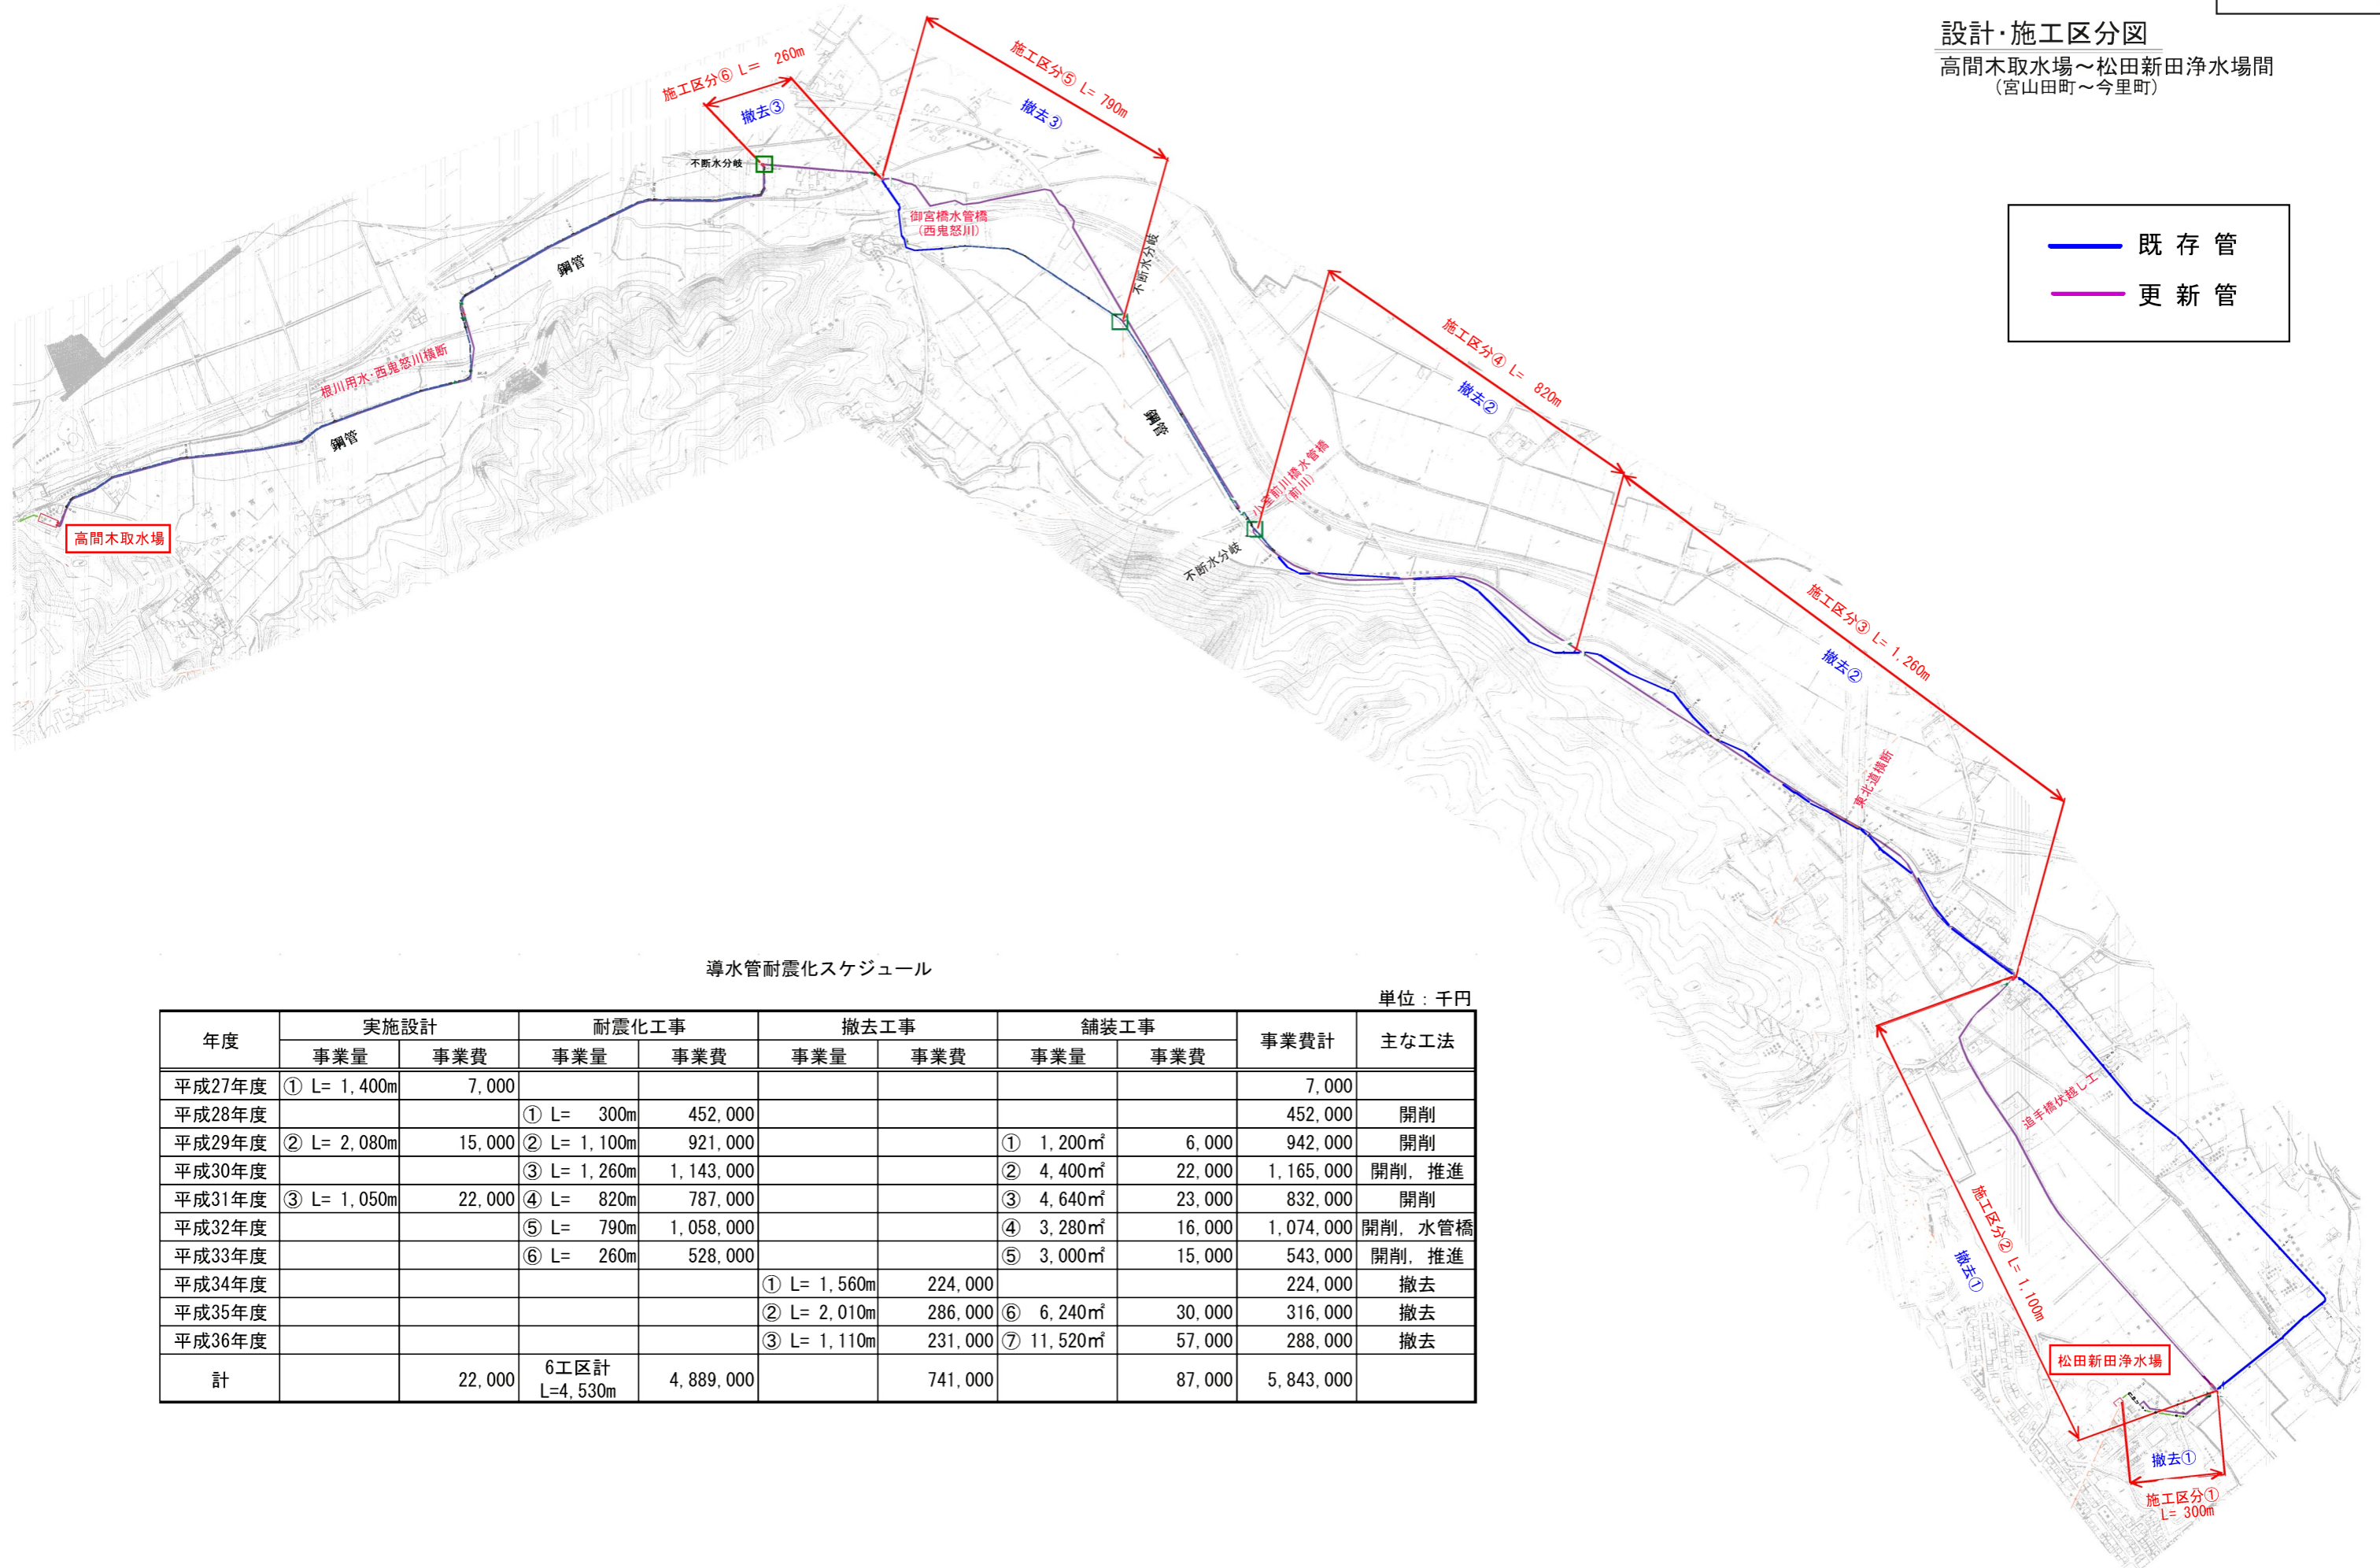 設計・施工区分図
高間木取水場～松田新田浄水場間
(宮山田町～今里町)
既存管
更新管
施工区分⑥ L= 260m
撤去③
施工区分⑤ L= 790m
撤去③
不断水分岐
御宮橋水管橋
(西鬼怒川)
不断水分岐
鋼管
根川用水・西鬼怒川横断
鋼管
高間木取水場
鋼管
施工区分④ L= 820m
撤去②
小室前川橋水管橋
(前川)
不断水分岐
施工区分③ L= 1,260m
撤去②
東北道横断
追手橋伏越し工
施工区分② L= 1,100m
撤去①
松田新田浄水場
撤去①
施工区分①
L= 300m
導水管耐震化スケジュール
単位：千円
年度 実施設計 耐震化工事 撤去工事 舗装工事 事業費計 主な工法
事業量 事業費 事業量 事業費 事業量 事業費 事業量 事業費
平成27年度 ① L= 1,400m 7,000 7,000
平成28年度 ① L= 300m 452,000 452,000 開削
平成29年度 ② L= 2,080m 15,000 ② L= 1,100m 921,000 ① 1,200㎡ 6,000 942,000 開削
平成30年度 ③ L= 1,260m 1,143,000 ② 4,400㎡ 22,000 1,165,000 開削，推進
平成31年度 ③ L= 1,050m 22,000 ④ L= 820m 787,000 ③ 4,640㎡ 23,000 832,000 開削
平成32年度 ⑤ L= 790m 1,058,000 ④ 3,280㎡ 16,000 1,074,000 開削，水管橋
平成33年度 ⑥ L= 260m 528,000 ⑤ 3,000㎡ 15,000 543,000 開削，推進
平成34年度 ① L= 1,560m 224,000 224,000 撤去
平成35年度 ② L= 2,010m 286,000 ⑥ 6,240㎡ 30,000 316,000 撤去
平成36年度 ③ L= 1,110m 231,000 ⑦ 11,520㎡ 57,000 288,000 撤去
計 22,000 6工区計 L=4,530m 4,889,000 741,000 87,000 5,843,000